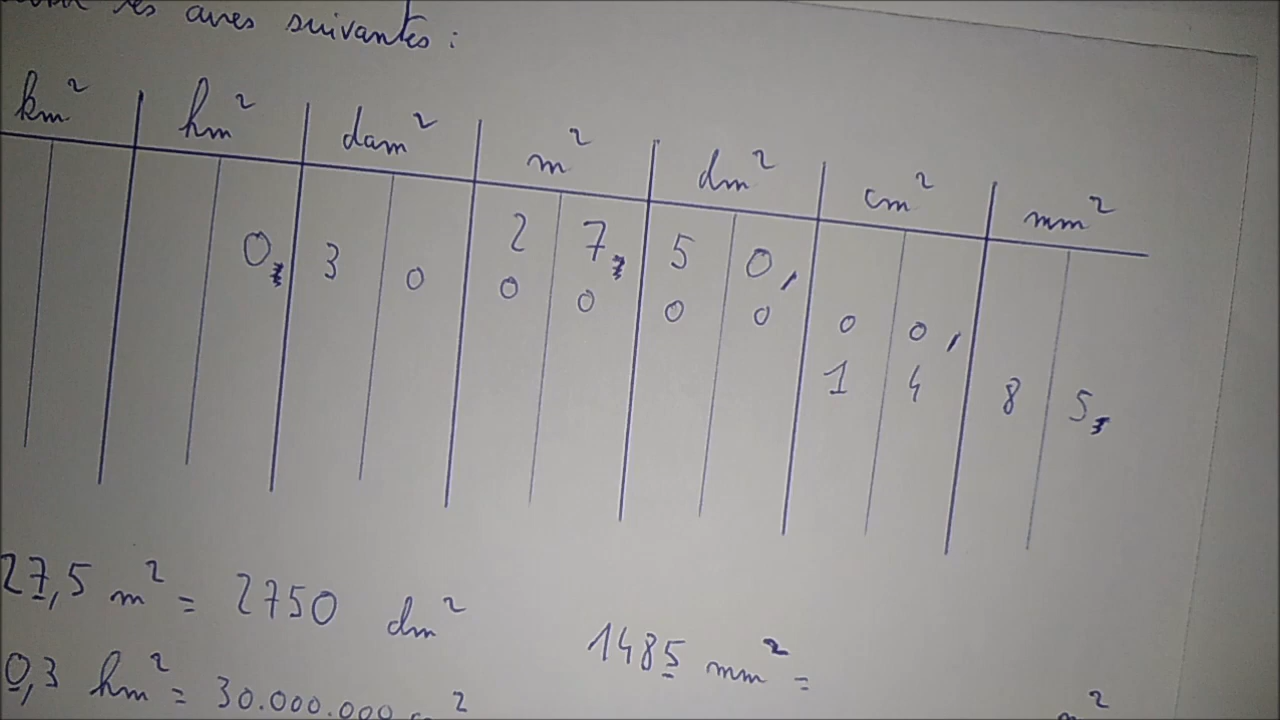 suivantes :
km² hm² dam² m² dm² cm² mm²
2 7, 5 0,
0, 3 0 0 0 0 0 0 0,
1 4 8 5,
27,5 m² = 2750 dm²
1485 mm² =
0,3 hm² = 30.000.000 m²